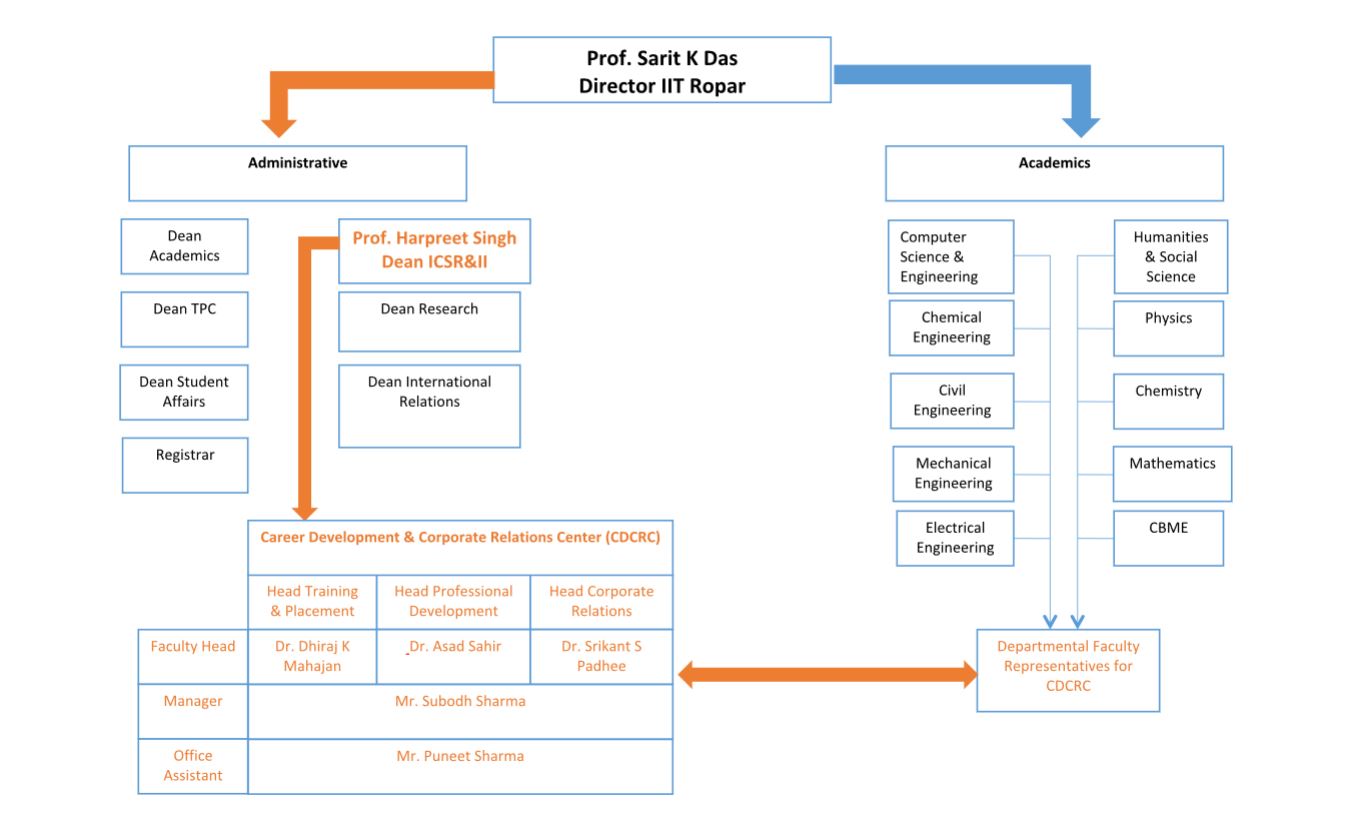 Prof. Sarit K Das
Director IIT Ropar
Administrative
Academics
Dean
Academics
Prof. Harpreet Singh
Dean ICSR&II
Dean TPC
Dean Research
Dean Student
Affairs
Dean International
Relations
Registrar
Computer
Science &
Engineering
Humanities
& Social
Science
Chemical
Engineering
Physics
Civil
Engineering
Chemistry
Mechanical
Engineering
Mathematics
Electrical
Engineering
CBME
Career Development & Corporate Relations Center (CDCRC)
Head Training
& Placement
Head Professional
Development
Head Corporate
Relations
Faculty Head
Dr. Dhiraj K
Mahajan
Dr. Asad Sahir
Dr. Srikant S
Padhee
Manager
Mr. Subodh Sharma
Office
Assistant
Mr. Puneet Sharma
Departmental Faculty
Representatives for
CDCRC